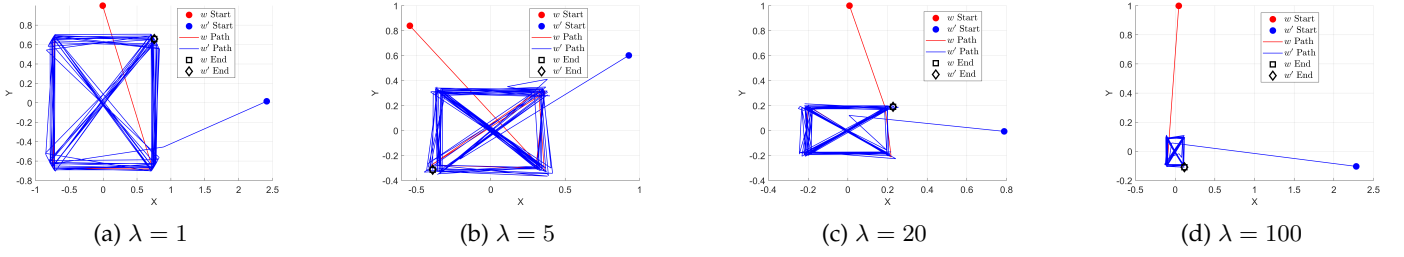 w Start
w′ Start
w Path
w′ Path
w End
w′ End
0.8
0.6
0.4
0.2
0
-0.2
-0.4
-0.6
-0.8
Y
-1 -0.5 0 0.5 1 1.5 2 2.5
X
(a) λ = 1
w Start
w′ Start
w Path
w′ Path
w End
w′ End
1
0.8
0.6
0.4
0.2
0
-0.2
-0.4
Y
-0.5 0 0.5 1
X
(b) λ = 5
w Start
w′ Start
w Path
w′ Path
w End
w′ End
1
0.8
0.6
0.4
0.2
0
-0.2
-0.4
Y
-0.4 -0.2 0 0.2 0.4 0.6 0.8
X
(c) λ = 20
w Start
w′ Start
w Path
w′ Path
w End
w′ End
1
0.8
0.6
0.4
0.2
0
-0.2
Y
-0.5 0 0.5 1 1.5 2 2.5
X
(d) λ = 100